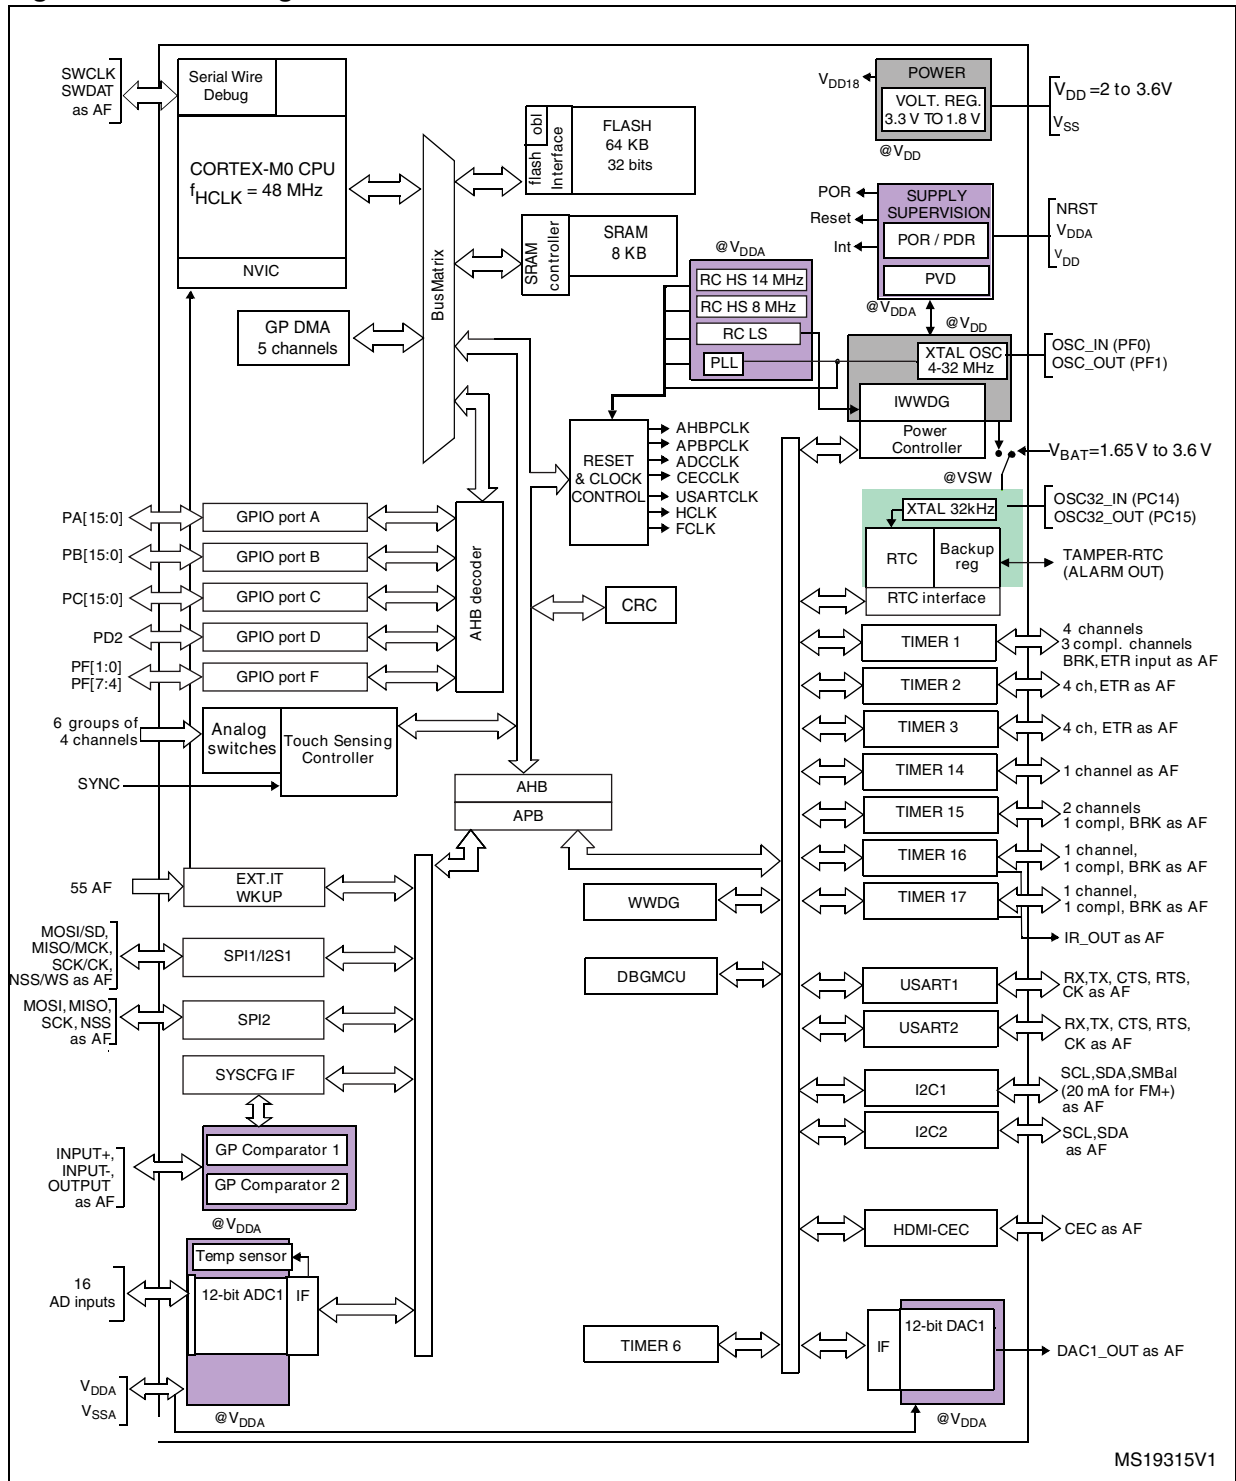 SWCLK
SWDAT
as AF
Serial Wire
Debug
CORTEX-M0 CPU
fHCLK = 48 MHz
NVIC
GP DMA
5 channels
BusMatrix
flash
obl
Interface
FLASH
64 KB
32 bits
SRAM
controller
SRAM
8 KB
VDD18
POWER
VOLT. REG.
3.3 V TO 1.8 V
@VDD
VDD =2 to 3.6V
VSS
POR
Reset
Int
SUPPLY
SUPERVISION
POR / PDR
PVD
NRST
VDDA
VDD
@VDDA
@VDD
@VDDA
RC HS 14 MHz
RC HS 8 MHz
RC LS
PLL
XTAL OSC
4-32 MHz
OSC_IN (PF0)
OSC_OUT (PF1)
IWWDG
Power
Controller
VBAT=1.65 V to 3.6 V
@VSW
RESET
& CLOCK
CONTROL
AHBPCLK
APBPCLK
ADCCLK
CECCLK
USARTCLK
HCLK
FCLK
XTAL 32kHz
OSC32_IN (PC14)
OSC32_OUT (PC15)
RTC
Backup
reg
RTC interface
TAMPER-RTC
(ALARM OUT)
PA[15:0]
GPIO port A
PB[15:0]
GPIO port B
PC[15:0]
GPIO port C
PD2
GPIO port D
PF[1:0]
PF[7:4]
GPIO port F
AHB decoder
CRC
6 groups of
4 channels
Analog
switches
Touch Sensing
Controller
SYNC
AHB
APB
TIMER 1
4 channels
3 compl. channels
BRK,ETR input as AF
TIMER 2
4 ch,ETR as AF
TIMER 3
4 ch, ETR as AF
TIMER 14
1 channel as AF
TIMER 15
2 channels
1 compl, BRK as AF
TIMER 16
1 channel,
1 compl, BRK as AF
TIMER 17
1 channel,
1 compl, BRK as AF
IR_OUT as AF
55 AF
EXT.IT
WKUP
WWDG
MOSI/SD,
MISO/MCK,
SCK/CK,
NSS/WS as AF
SPI1/I2S1
DBGMCU
MOSI,MISO,
SCK,NSS
as AF
SPI2
USART1
RX,TX, CTS, RTS,
CK as AF
USART2
RX,TX, CTS, RTS,
CK as AF
SYSCFG IF
I2C1
SCL,SDA,SMBal
(20 mA for FM+)
as AF
I2C2
SCL,SDA
as AF
INPUT+,
INPUT-,
OUTPUT
as AF
GP Comparator 1
GP Comparator 2
@VDDA
HDMI-CEC
CEC as AF
Temp sensor
16
AD inputs
12-bit ADC1
IF
VDDA
VSSA
@VDDA
TIMER 6
IF
12-bit DAC1
DAC1_OUT as AF
@VDDA
MS19315V1